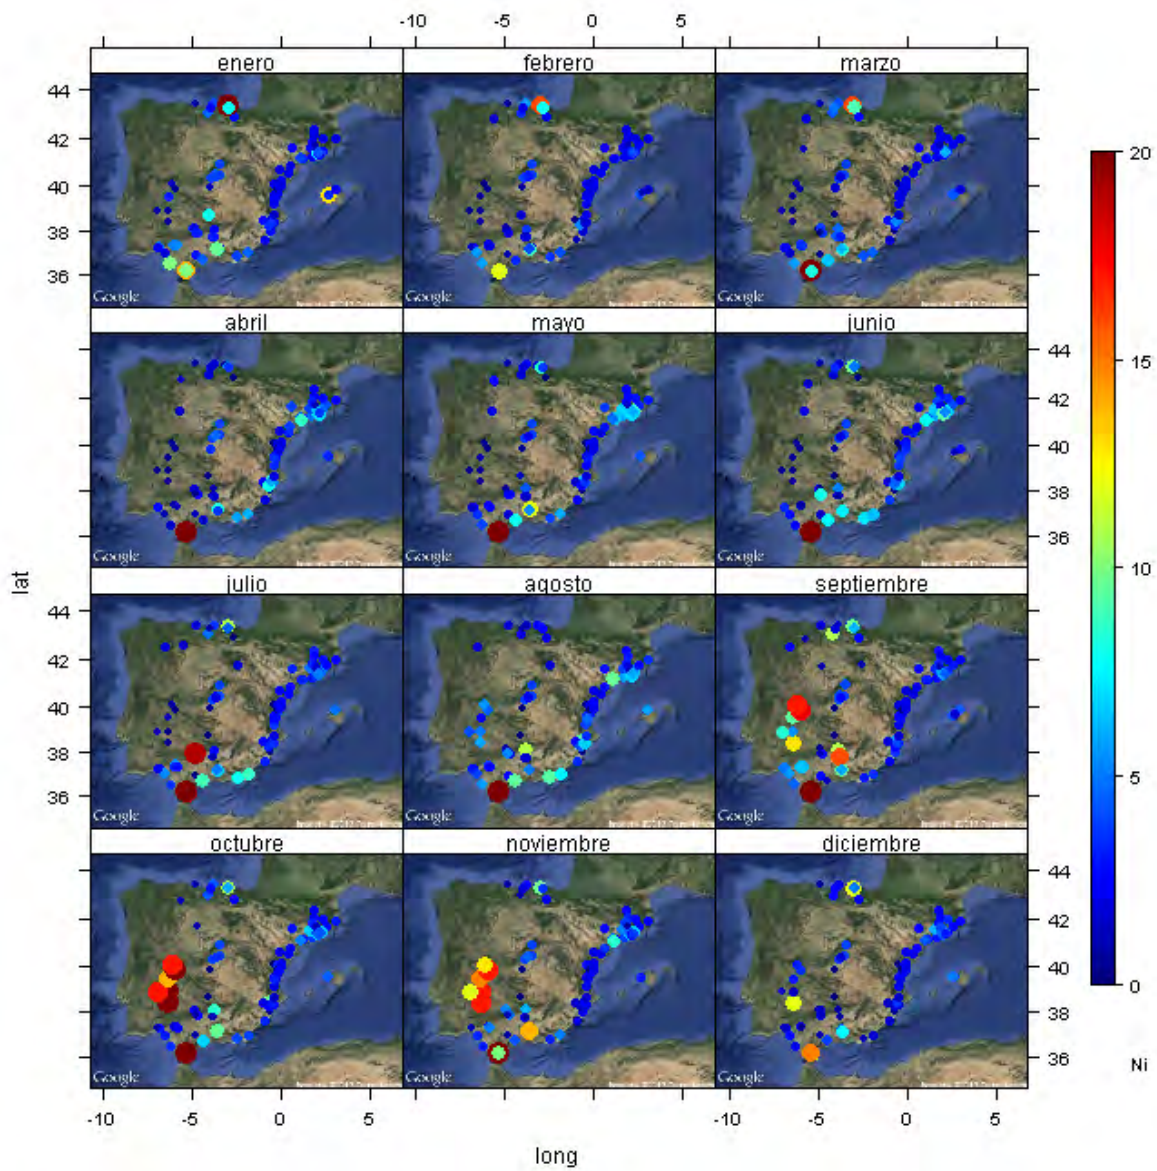 -10 0 5
-5
enero febrero marzo
44
42
40
38
36
Google Google Google
abril mayo junio
44
42
40
38
36
Google Google Google
julio agosto septiembre
44
42
40
38
36
Google Google Google
octubre noviembre diciembre
44
42
40
38
36
Google Google Google
-10 -5 0 5 -10 -5 0 5
long
lat
20
15
10
5
0
Ni